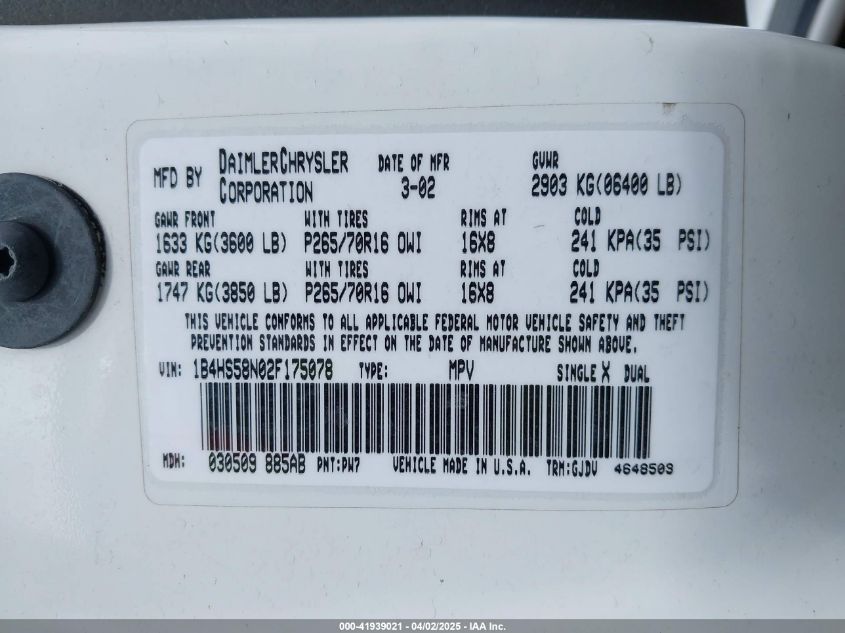 MFD BY DAIMLERCHRYSLER CORPORATION DATE OF MFR 3-02 GVWR 2903 KG(06400 LB)
GAWR FRONT WITH TIRES RIMS AT COLD
1633 KG(3600 LB) P265/70R16 OWI 16X8 241 KPA(35 PSI)
GAWR REAR WITH TIRES RIMS AT COLD
1747 KG(3850 LB) P265/70R16 OWI 16X8 241 KPA(35 PSI)
THIS VEHICLE CONFORMS TO ALL APPLICABLE FEDERAL MOTOR VEHICLE SAFETY AND THEFT
PREVENTION STANDARDS IN EFFECT ON THE DATE OF MANUFACTURE SHOWN ABOVE.
VIN: 1B4HS58N02F175078 TYPE: MPV SINGLE X DUAL
MDH: 030509 885AB PNT:PW7 VEHICLE MADE IN U.S.A. TRM:GJDV 4648509
000-41939021 - 04/02/2025 - IAA Inc.